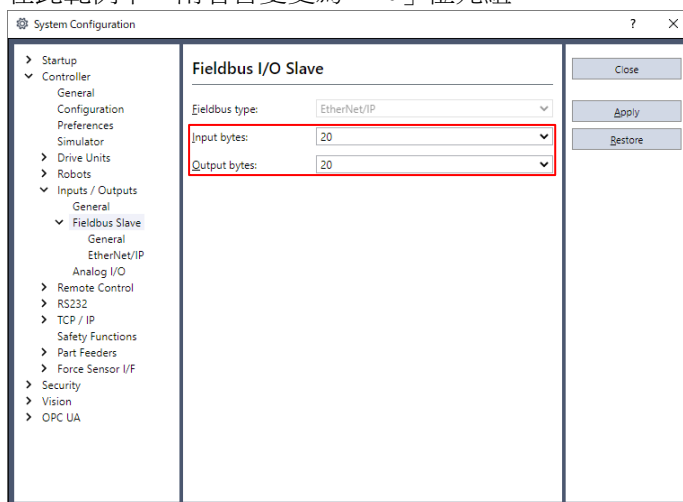 System Configuration
? ×
Startup
Controller
General
Configuration
Preferences
Simulator
Drive Units
Robots
Inputs / Outputs
General
Fieldbus Slave
General
EtherNet/IP
Analog I/O
Remote Control
RS232
TCP / IP
Safety Functions
Part Feeders
Force Sensor I/F
Security
Vision
OPC UA
Fieldbus I/O Slave
Fieldbus type: EtherNet/IP
Input bytes: 20
Output bytes: 20
Close
Apply
Restore